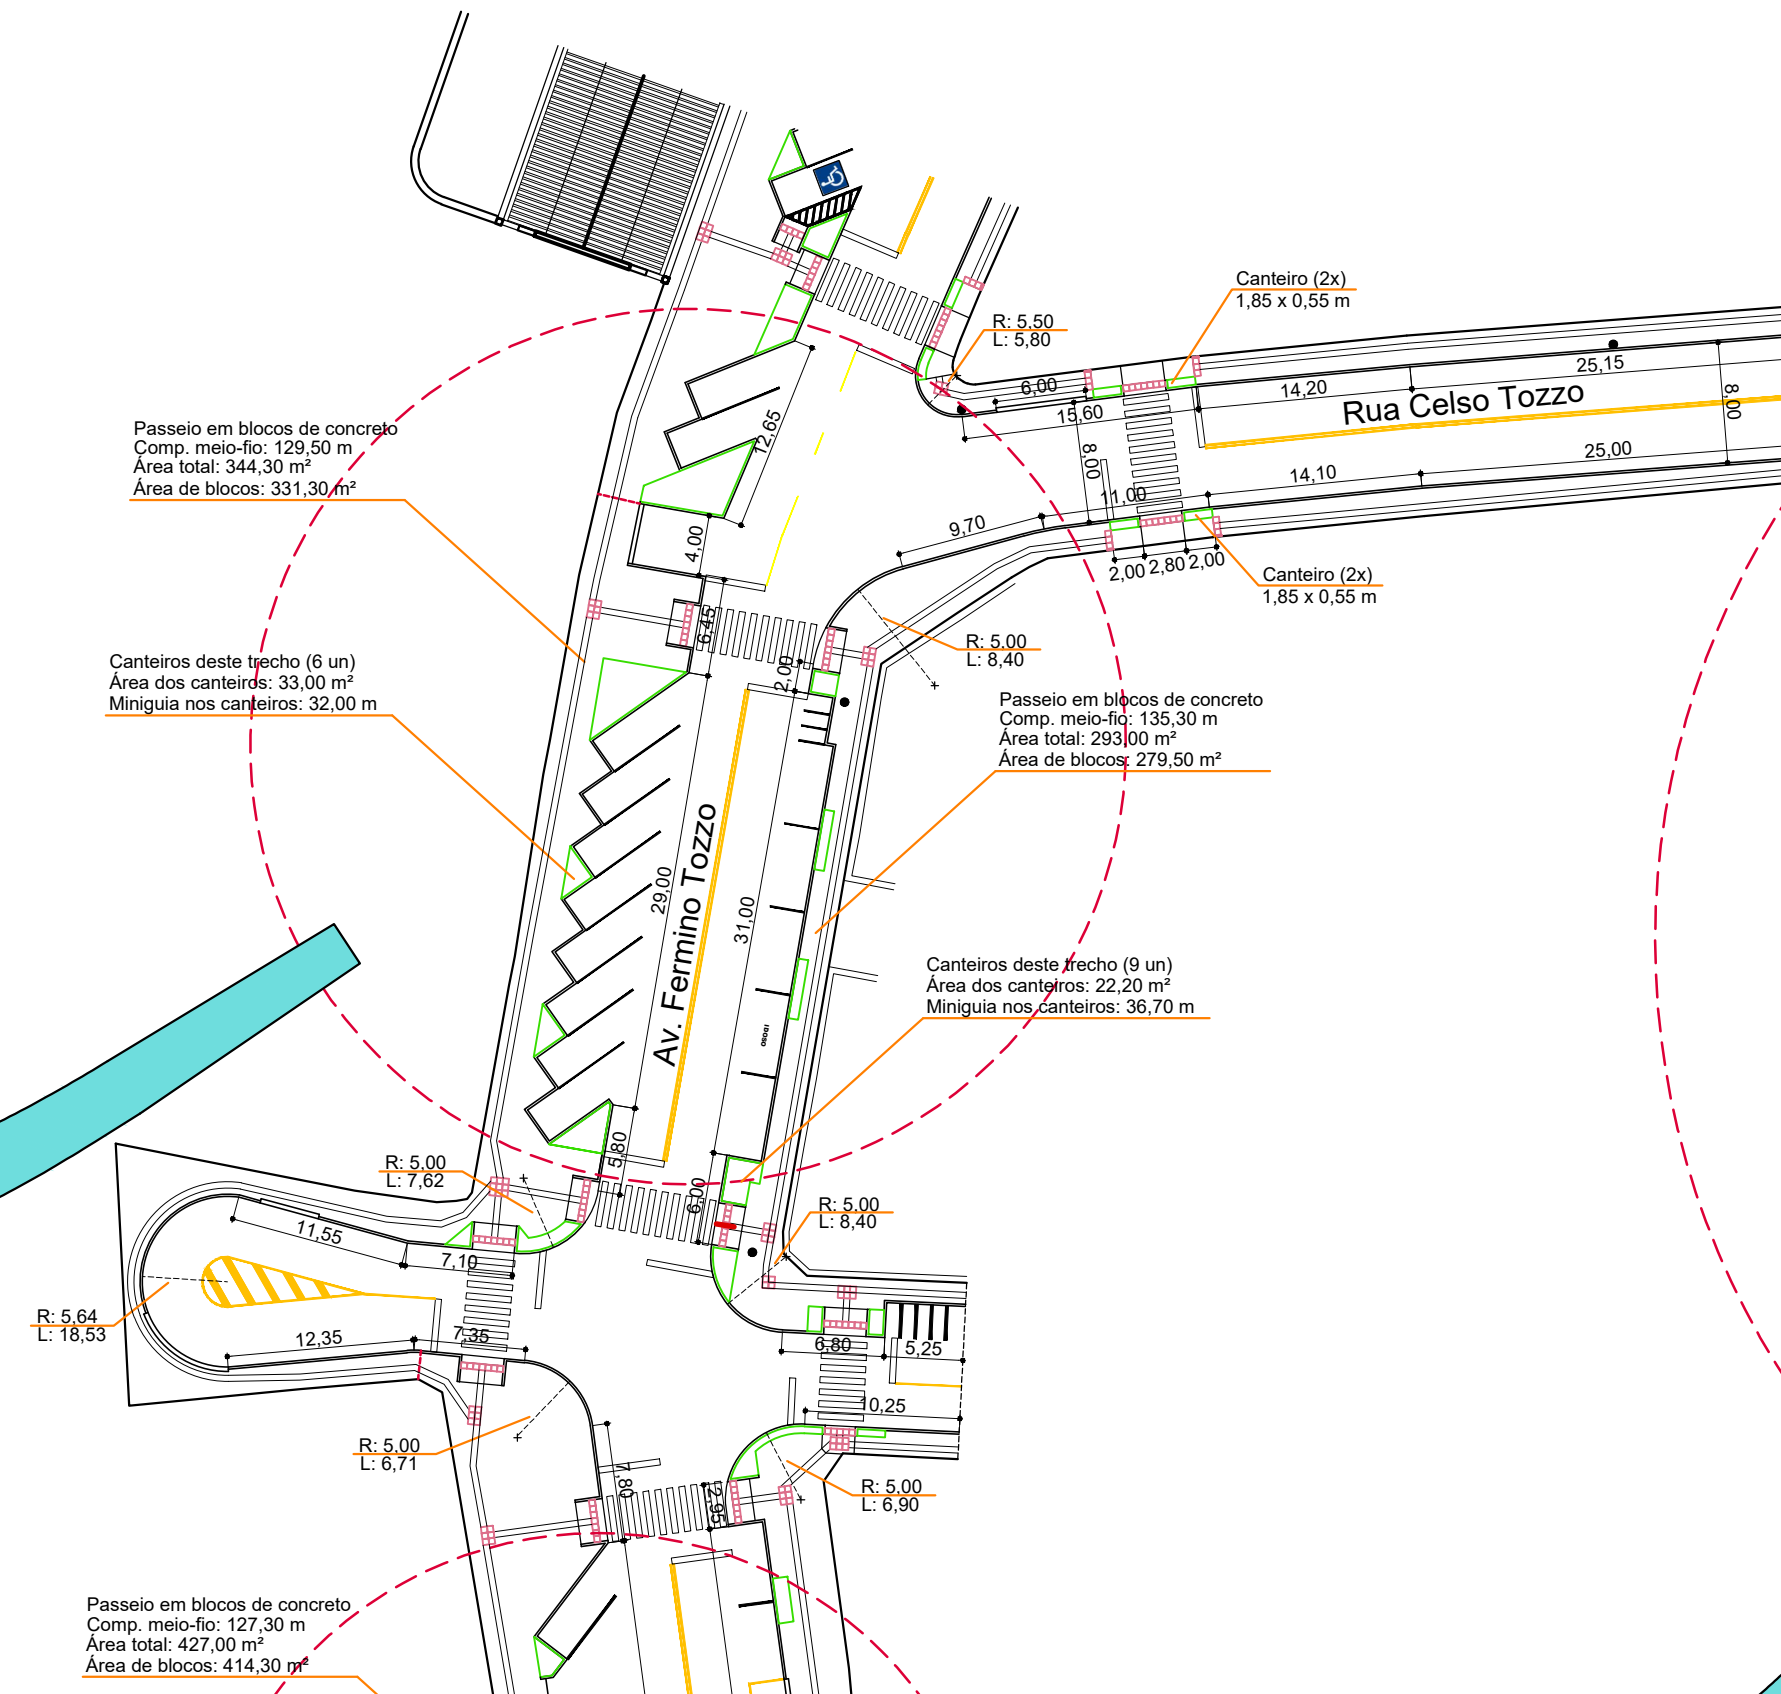 Canteiro (2x)
1,85 x 0,55 m
R: 5,50
L: 5,80
6,00
15,60
14,20
25,15
Rua Celso Tozzo
8,00
8,00
12,65
Passeio em blocos de concreto
Comp. meio-fio: 129,50 m
Área total: 344,30 m²
Área de blocos: 331,30 m²
25,00
14,10
11,00
9,70
4,00
2,00
2,80
2,00
Canteiro (2x)
1,85 x 0,55 m
6,45
R: 5,00
L: 8,40
2,00
Canteiros deste trecho (6 un)
Área dos canteiros: 33,00 m²
Miniguia nos canteiros: 32,00 m
Passeio em blocos de concreto
Comp. meio-fio: 135,30 m
Área total: 293,00 m²
Área de blocos: 279,50 m²
29,00
Av. Fermino Tozzo
31,00
IDOSO
Canteiros deste trecho (9 un)
Área dos canteiros: 22,20 m²
Miniguia nos canteiros: 36,70 m
5,80
R: 5,00
L: 7,62
6,00
R: 5,00
L: 8,40
11,55
7,10
R: 5,64
L: 18,53
12,35
7,35
6,80
5,25
10,25
R: 5,00
L: 6,71
7,80
2,95
R: 5,00
L: 6,90
Passeio em blocos de concreto
Comp. meio-fio: 127,30 m
Área total: 427,00 m²
Área de blocos: 414,30 m²